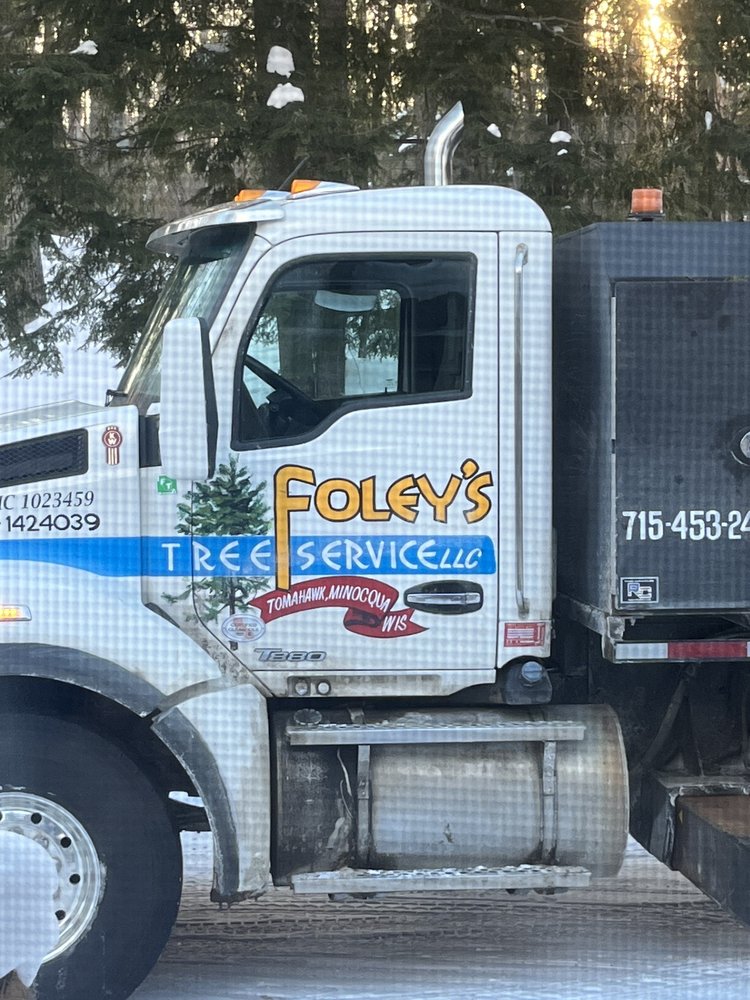 IC 1023459
1424039
FOLEY'S
TREE SERVICE LLC
TOMAHAWK, MINOCQUA
WIS
T880
715-453-24